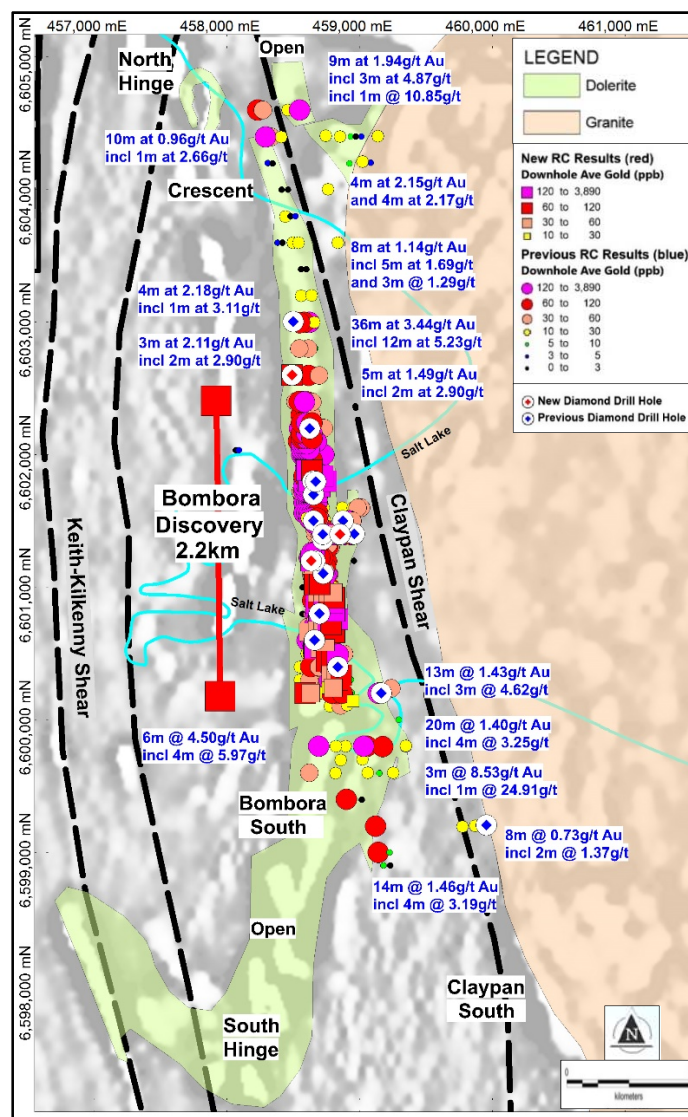 457,000 mE
458,000 mE
459,000 mE
460,000 mE
461,000 mE
6,605,000 mN
6,604,000 mN
6,603,000 mN
6,602,000 mN
6,601,000 mN
6,600,000 mN
6,599,000 mN
6,598,000 mN
Open
North
Hinge
9m at 1.94g/t Au
incl 3m at 4.87g/t
incl 1m @ 10.85g/t
10m at 0.96g/t Au
incl 1m at 2.66g/t
Crescent
4m at 2.15g/t Au
and 4m at 2.17g/t
8m at 1.14g/t Au
incl 5m at 1.69g/t
and 3m @ 1.29g/t
4m at 2.18g/t Au
incl 1m at 3.11g/t
36m at 3.44g/t Au
incl 12m at 5.23g/t
3m at 2.11g/t Au
incl 2m at 2.90g/t
5m at 1.49g/t Au
incl 2m at 2.90g/t
Salt Lake
Bombora
Discovery
2.2km
Claypan Shear
Keith-Kilkenny Shear
Salt Lake
13m @ 1.43g/t Au
incl 3m @ 4.62g/t
6m @ 4.50g/t Au
incl 4m @ 5.97g/t
20m @ 1.40g/t Au
incl 4m @ 3.25g/t
3m @ 8.53g/t Au
incl 1m @ 24.91g/t
Bombora
South
8m @ 0.73g/t Au
incl 2m @ 1.37g/t
14m @ 1.46g/t Au
incl 4m @ 3.19g/t
Open
South
Hinge
Claypan
South
LEGEND
Dolerite
Granite
New RC Results (red)
Downhole Ave Gold (ppb)
120 to 3,890
60 to 120
30 to 60
10 to 30
Previous RC Results (blue)
Downhole Ave Gold (ppb)
120 to 3,890
60 to 120
30 to 60
10 to 30
5 to 10
3 to 5
0 to 3
New Diamond Drill Hole
Previous Diamond Drill Hole
N
0
kilometers